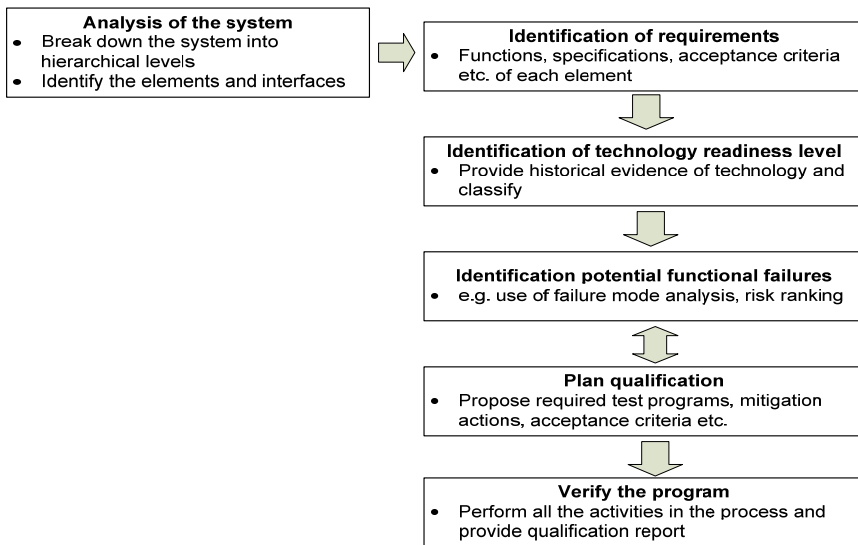 Analysis of the system
• Break down the system into
hierarchical levels
• Identify the elements and interfaces
Identification of requirements
• Functions, specifications, acceptance criteria
etc. of each element
Identification of technology readiness level
• Provide historical evidence of technology and
classify
Identification potential functional failures
• e.g. use of failure mode analysis, risk ranking
Plan qualification
• Propose required test programs, mitigation
actions, acceptance criteria etc.
Verify the program
• Perform all the activities in the process and
provide qualification report